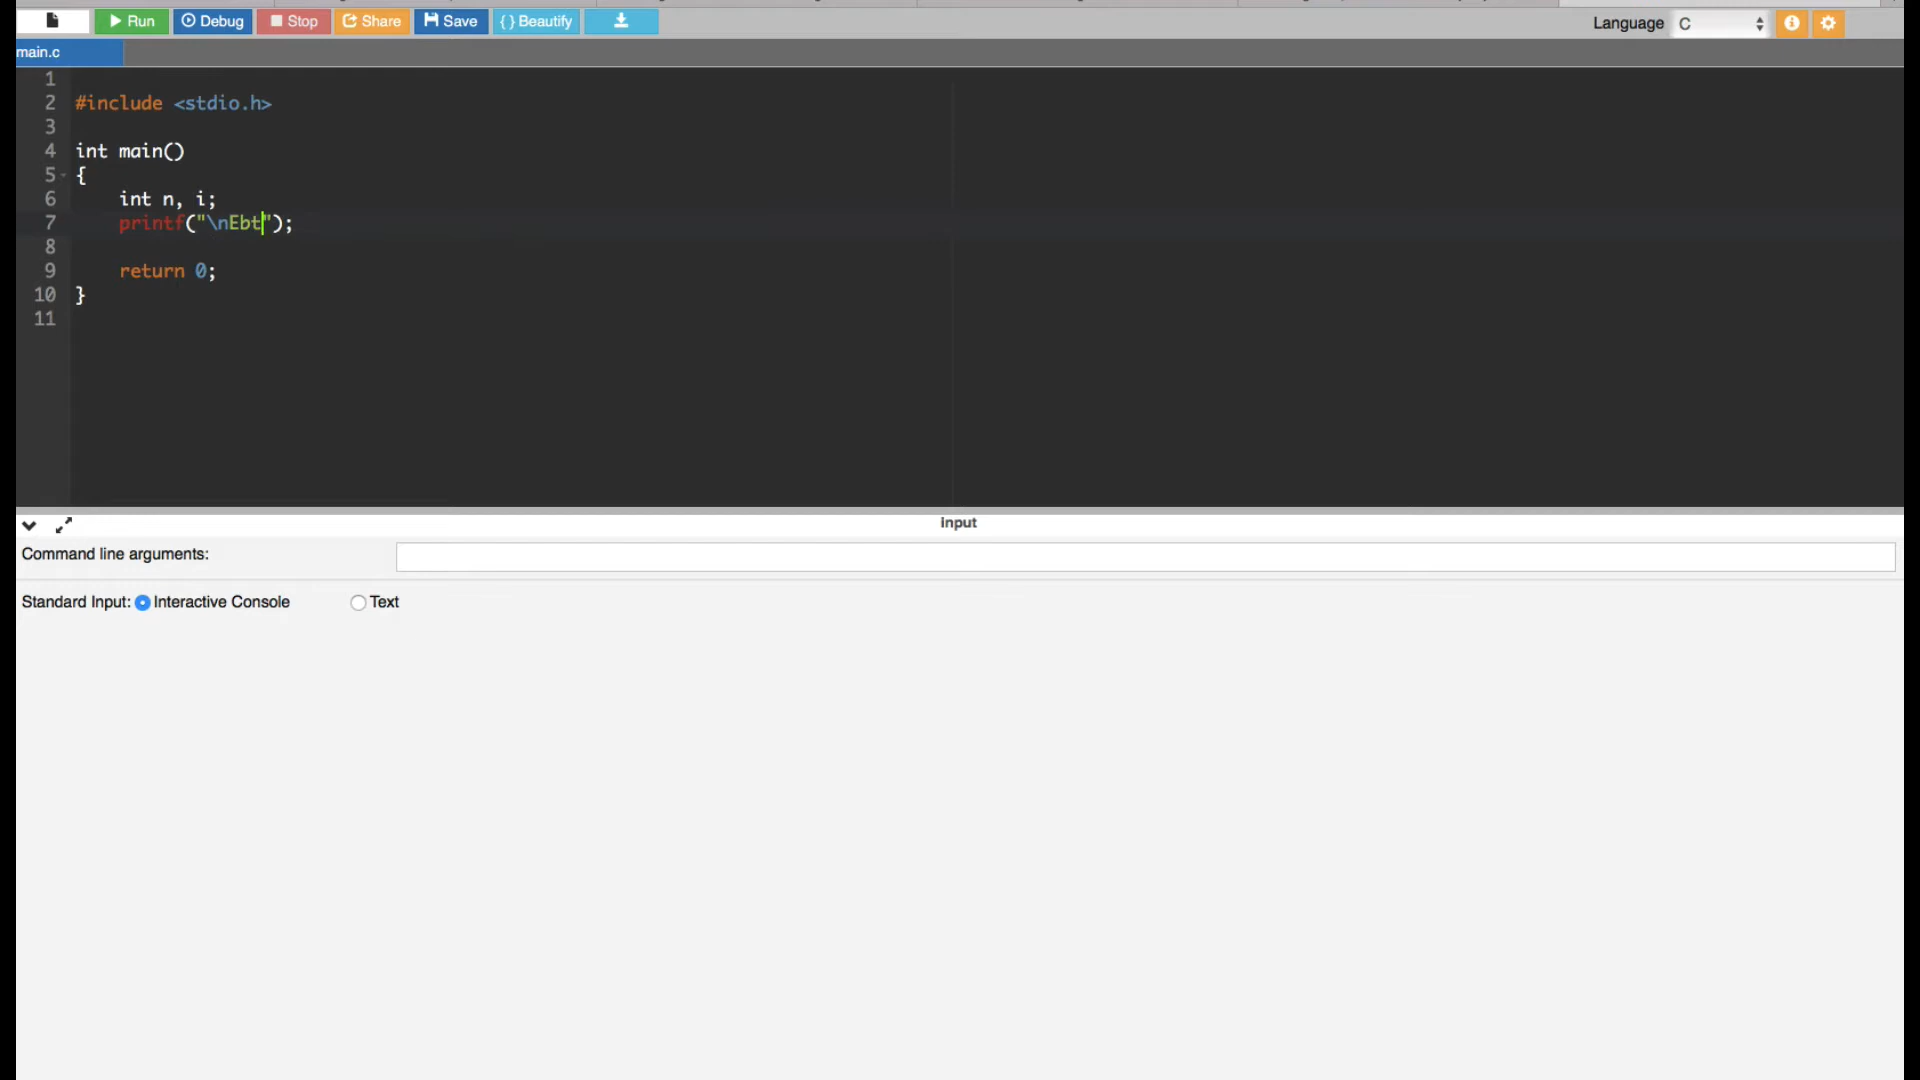 Run Debug Stop Share Save { } Beautify
Language C
main.c
1
2 #include <stdio.h>
3
4 int main()
5 {
6 int n, i;
7 printf("\nEbt");
8
9 return 0;
10 }
11
input
Command line arguments:
Standard Input: Interactive Console Text